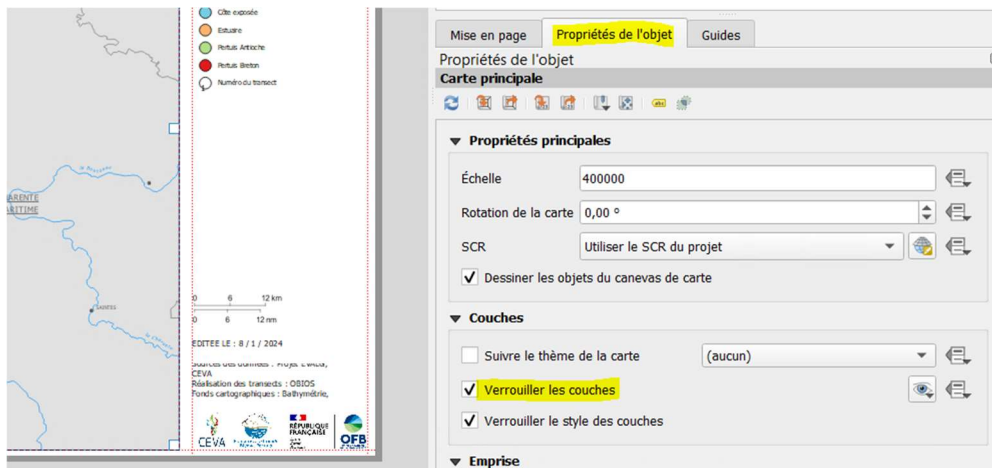 Côte exposée
Estuaire
Pertuis Antioche
Pertuis Breton
Numéro du transect
ARENTE
ARITIME
SAINTES
0 6 12 km
0 6 12 nm
EDITEE LE : 8 / 1 / 2024
CEVA
Réalisation des transects : OBIOS
Fonds cartographiques : Bathymétrie,
CEVA
RÉPUBLIQUE
FRANÇAISE
OFB
Mise en page Propriétés de l'objet Guides
Propriétés de l'objet
Carte principale
abc
Propriétés principales
Échelle 400000
Rotation de la carte 0,00 °
SCR Utiliser le SCR du projet
Dessiner les objets du canevas de carte
Couches
Suivre le thème de la carte (aucun)
Verrouiller les couches
Verrouiller le style des couches
Emprise